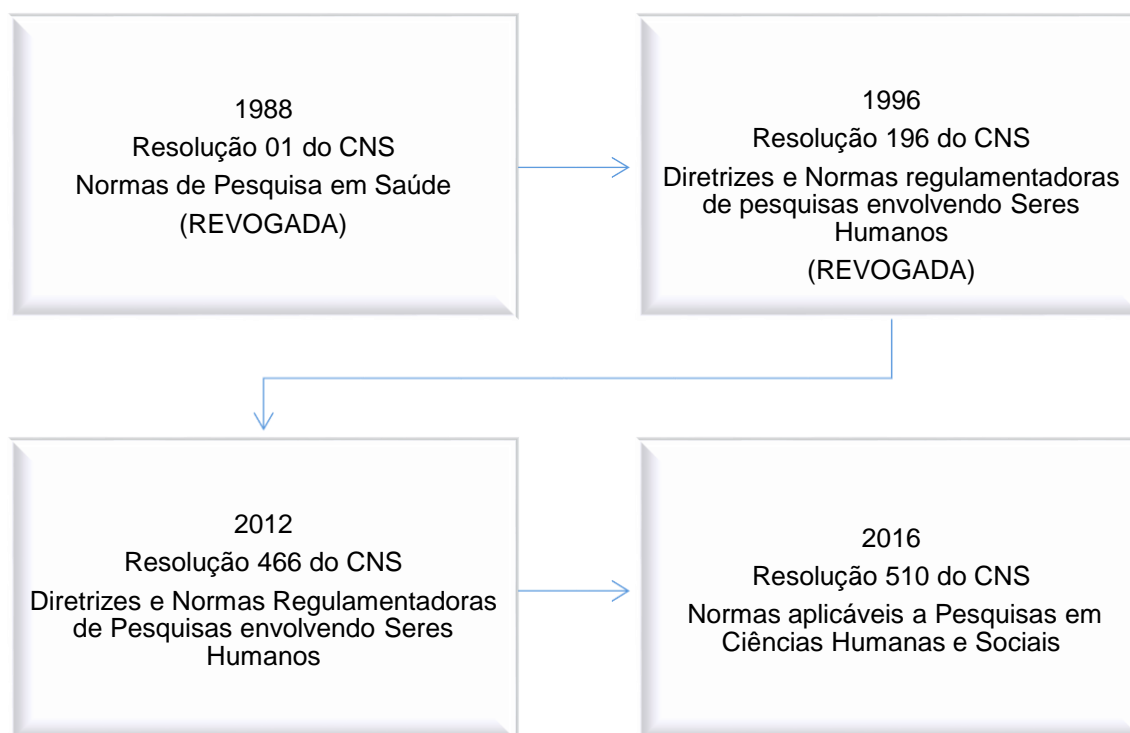 1988
Resolução 01 do CNS
Normas de Pesquisa em Saúde
(REVOGADA)
1996
Resolução 196 do CNS
Diretrizes e Normas regulamentadoras
de pesquisas envolvendo Seres
Humanos
(REVOGADA)
2012
Resolução 466 do CNS
Diretrizes e Normas Regulamentadoras
de Pesquisas envolvendo Seres
Humanos
2016
Resolução 510 do CNS
Normas aplicáveis a Pesquisas em
Ciências Humanas e Sociais